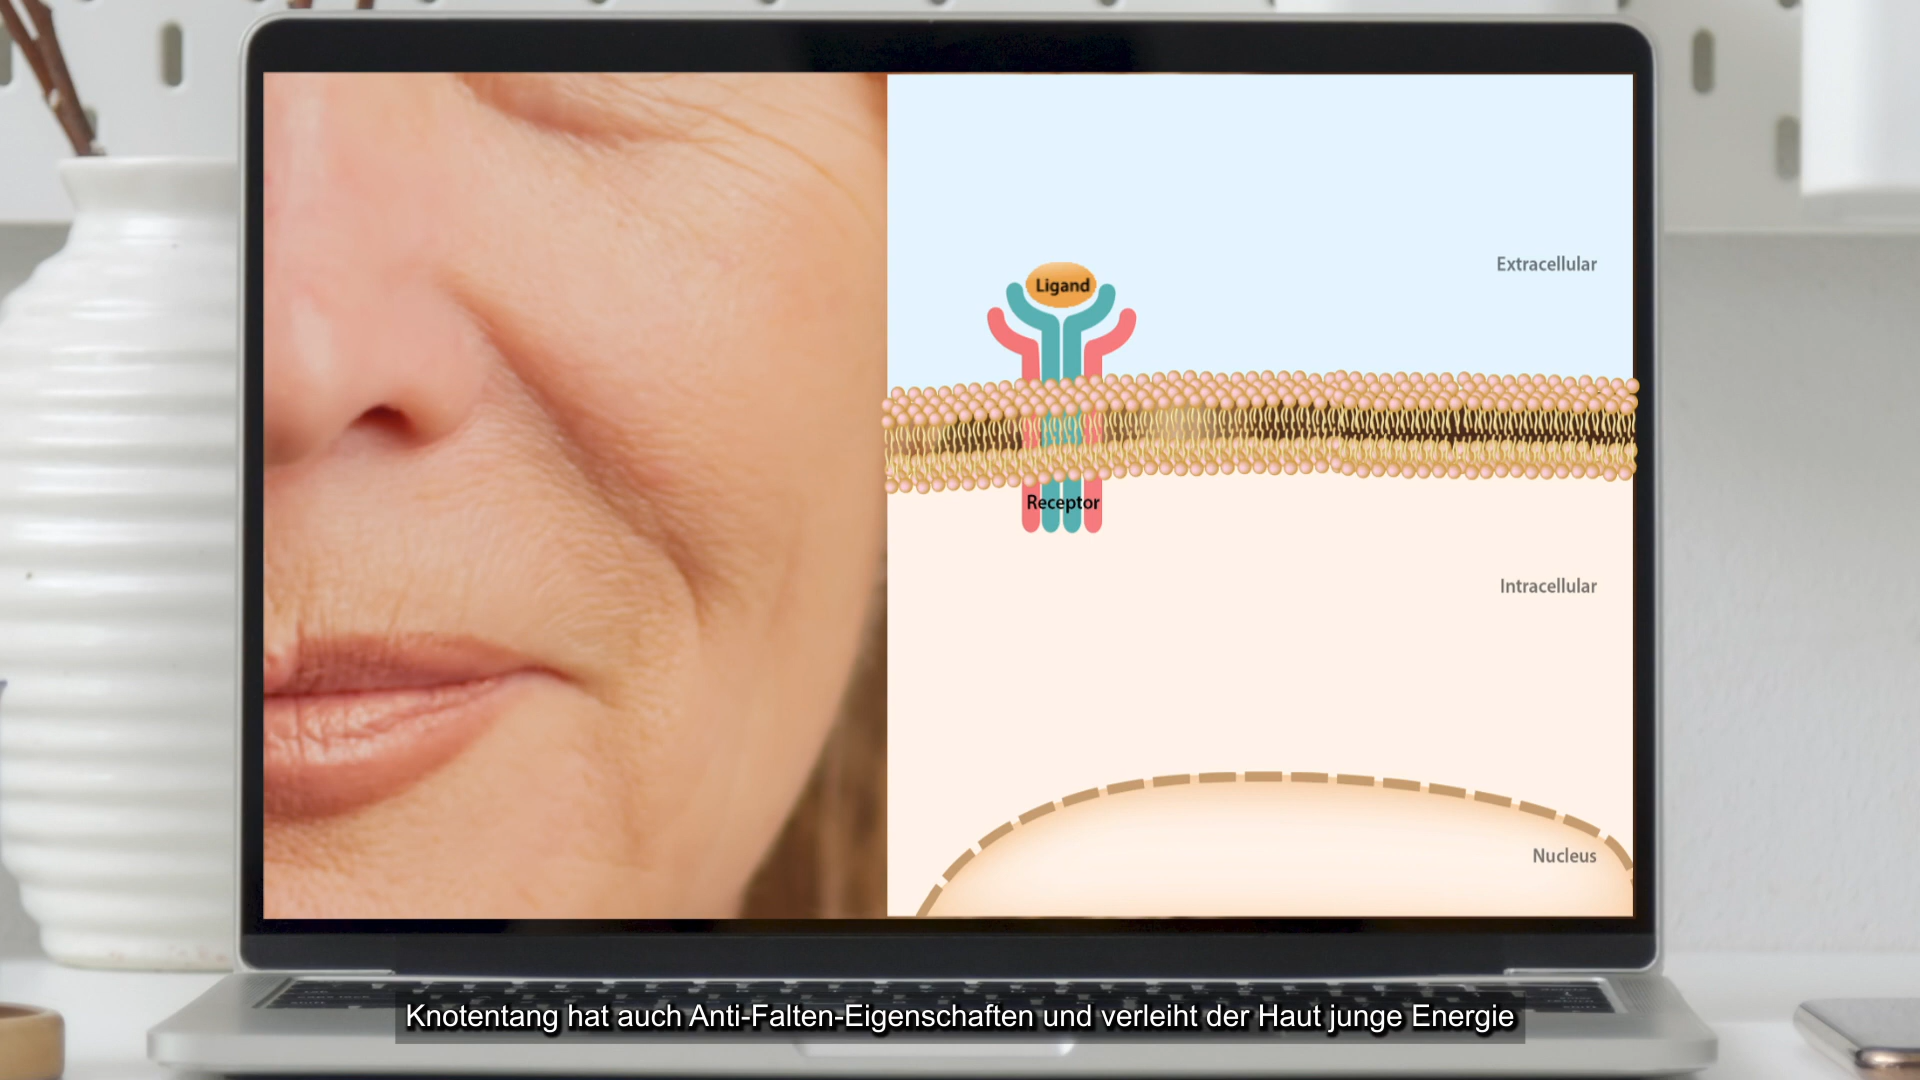 Extracellular
Ligand
Receptor
Intracellular
Nucleus
Knotentang hat auch Anti-Falten-Eigenschaften und verleiht der Haut junge Energie